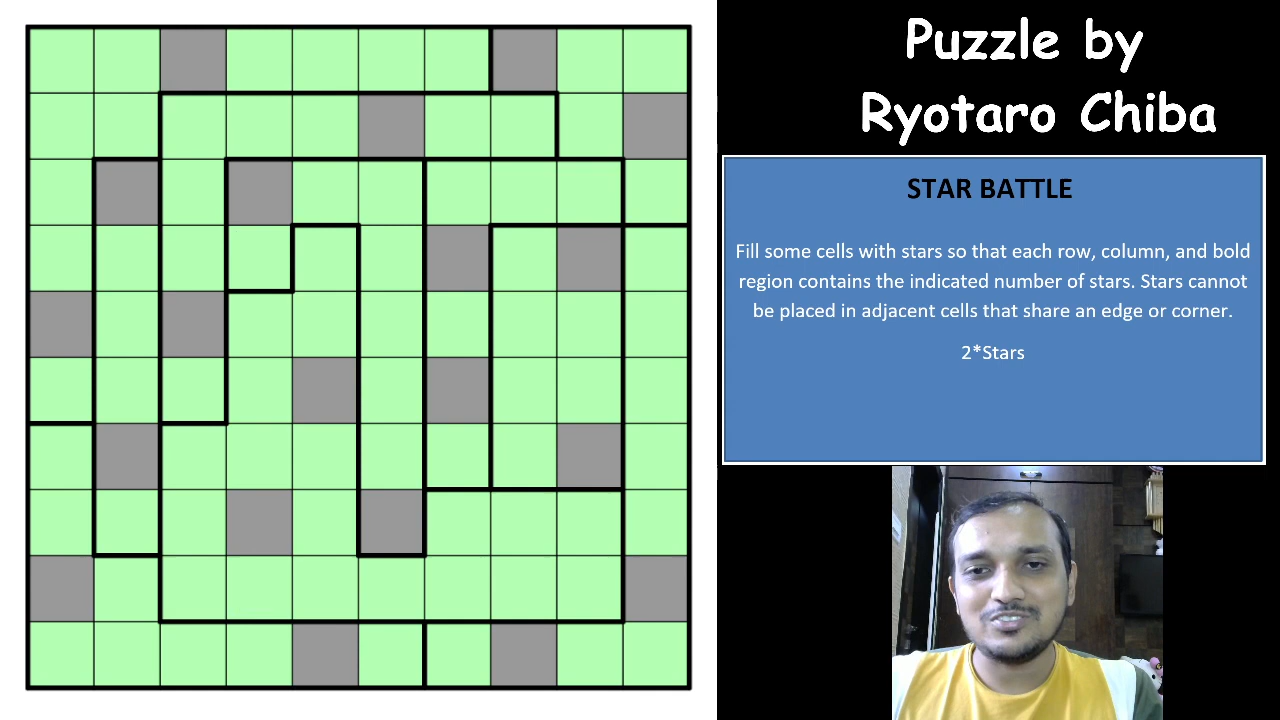 Puzzle by
Ryotaro Chiba
STAR BATTLE
Fill some cells with stars so that each row, column, and bold
region contains the indicated number of stars. Stars cannot
be placed in adjacent cells that share an edge or corner.
2*Stars